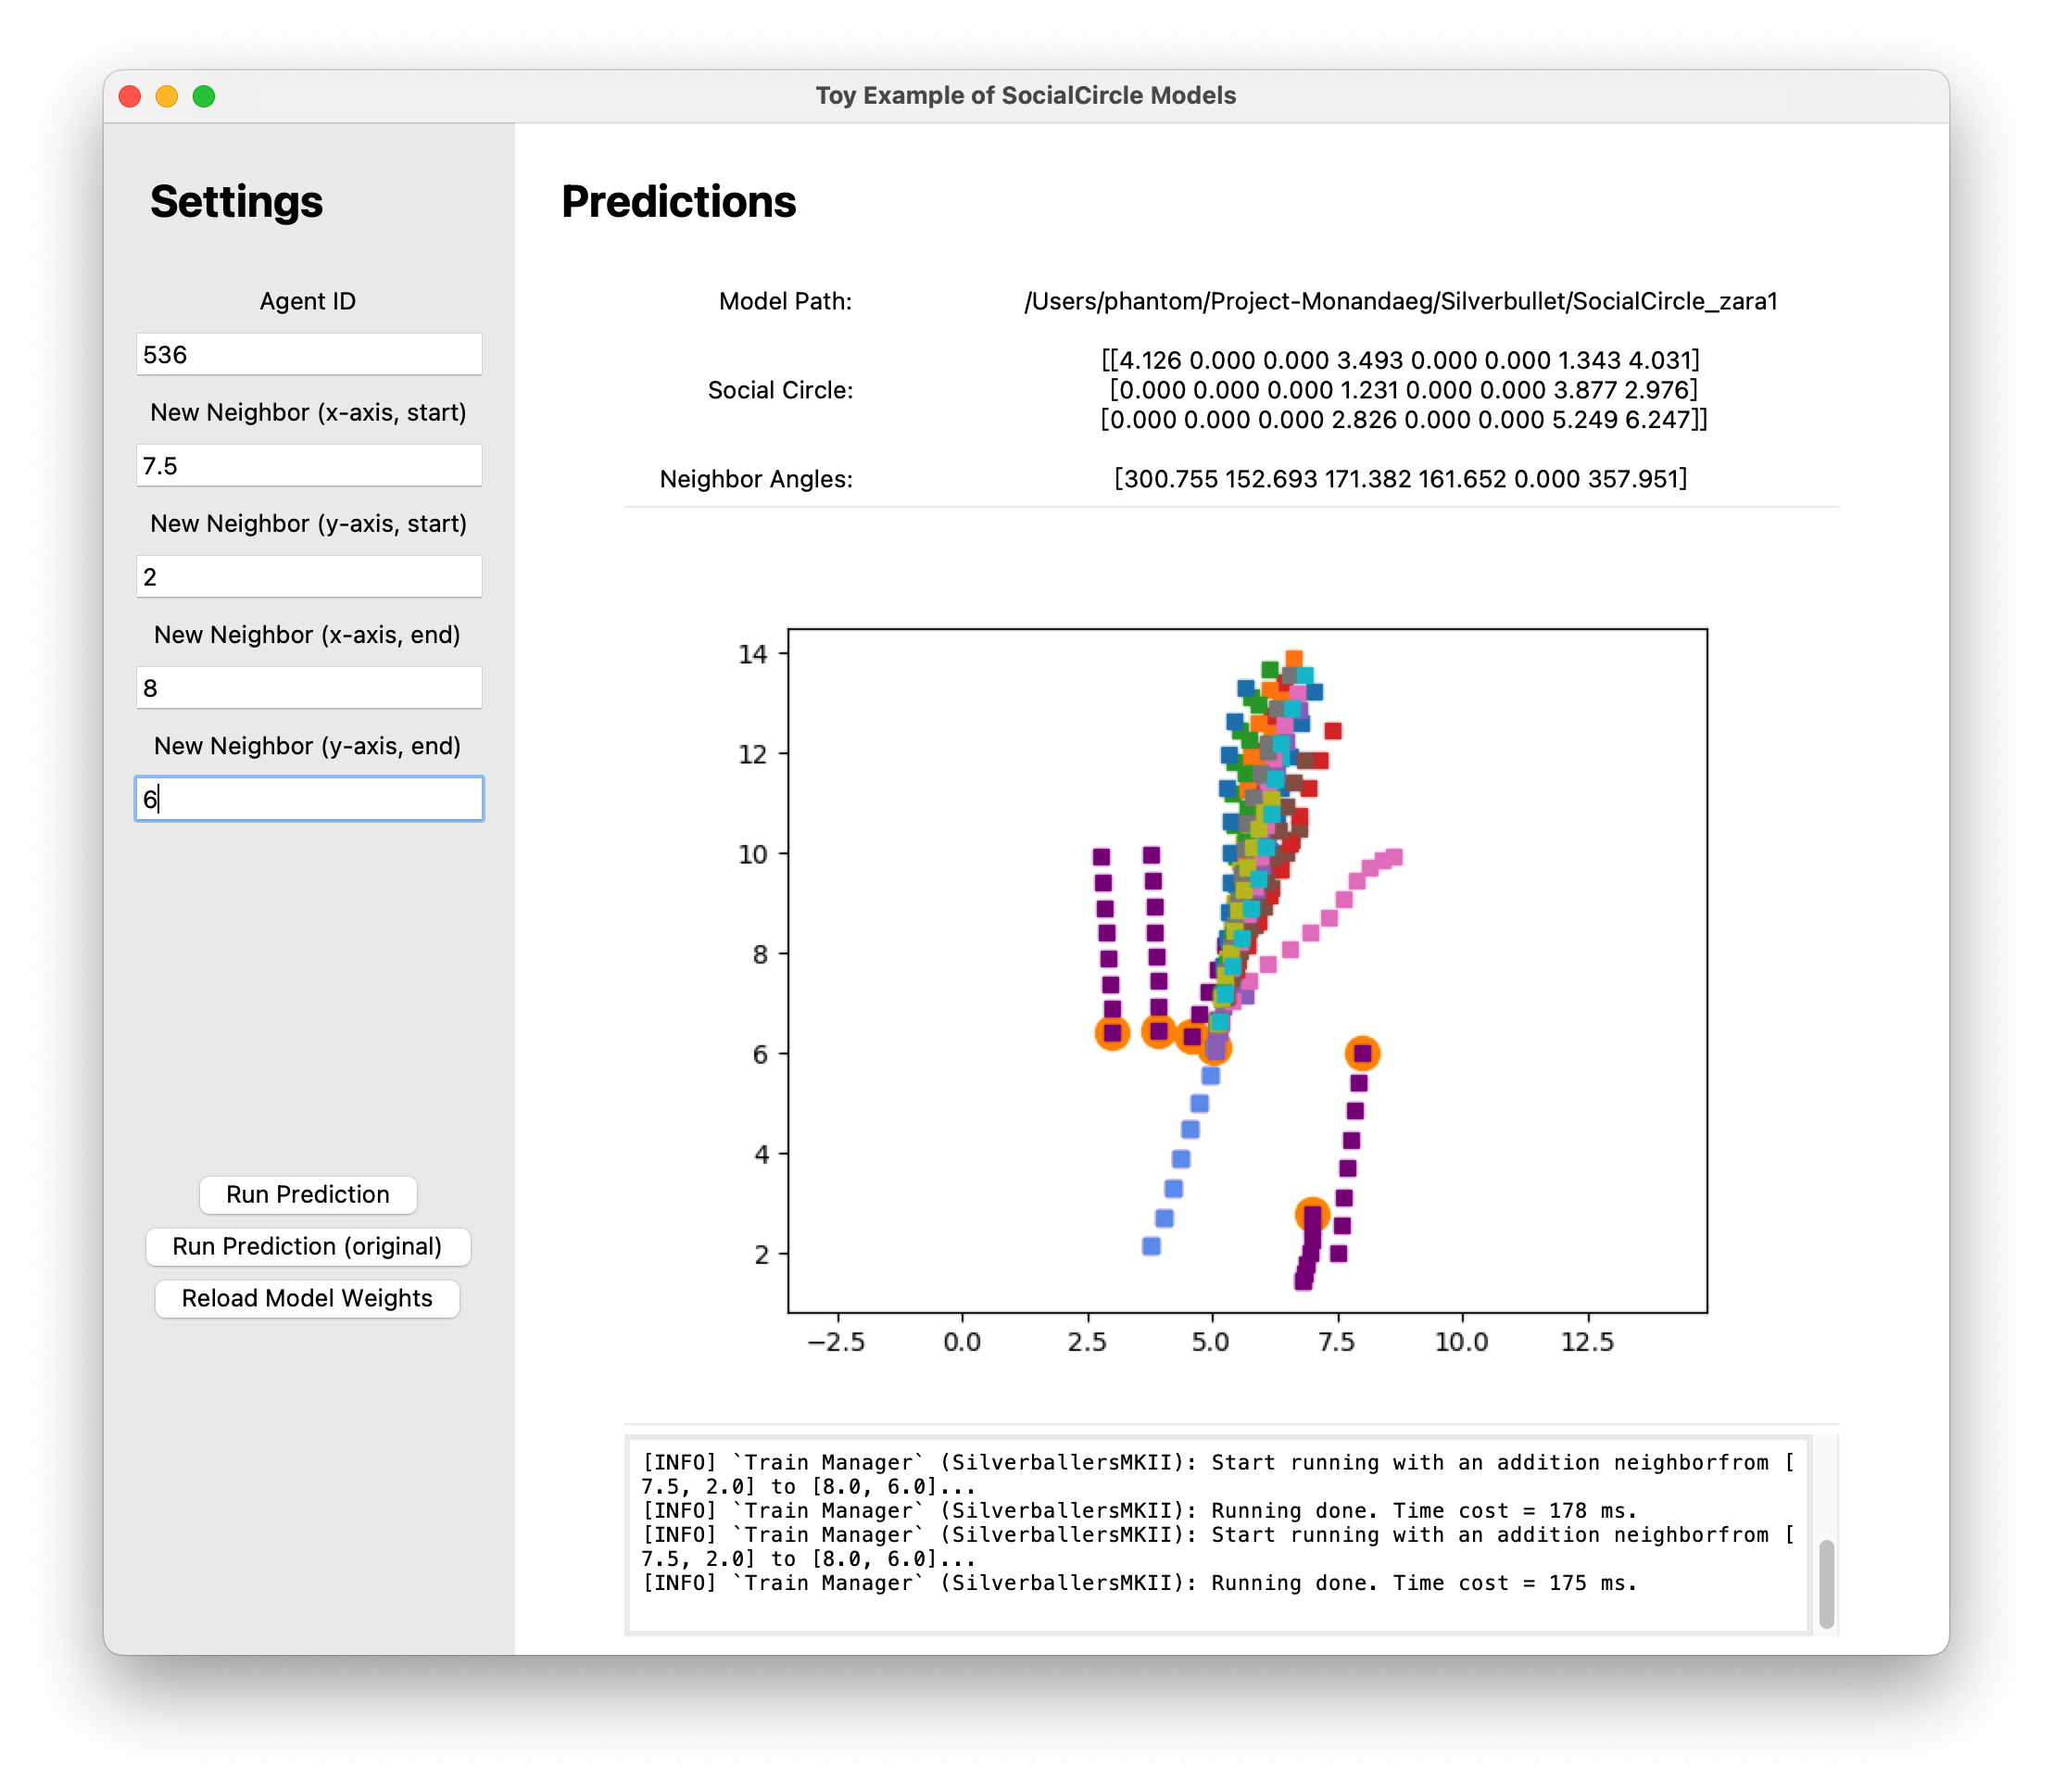 Toy Example of SocialCircle Models
Settings
Agent ID
536
New Neighbor (x-axis, start)
7.5
New Neighbor (y-axis, start)
2
New Neighbor (x-axis, end)
8
New Neighbor (y-axis, end)
6
Run Prediction
Run Prediction (original)
Reload Model Weights
Predictions
Model Path: /Users/phantom/Project-Monandaeg/Silverbullet/SocialCircle_zara1
Social Circle:
[[4.126 0.000 0.000 3.493 0.000 0.000 1.343 4.031]
[0.000 0.000 0.000 1.231 0.000 0.000 3.877 2.976]
[0.000 0.000 0.000 2.826 0.000 0.000 5.249 6.247]]
Neighbor Angles: [300.755 152.693 171.382 161.652 0.000 357.951]
14
12
10
8
6
4
2
−2.5 0.0 2.5 5.0 7.5 10.0 12.5
[INFO] `Train Manager` (SilverballersMKII): Start running with an addition neighborfrom [
7.5, 2.0] to [8.0, 6.0]...
[INFO] `Train Manager` (SilverballersMKII): Running done. Time cost = 178 ms.
[INFO] `Train Manager` (SilverballersMKII): Start running with an addition neighborfrom [
7.5, 2.0] to [8.0, 6.0]...
[INFO] `Train Manager` (SilverballersMKII): Running done. Time cost = 175 ms.